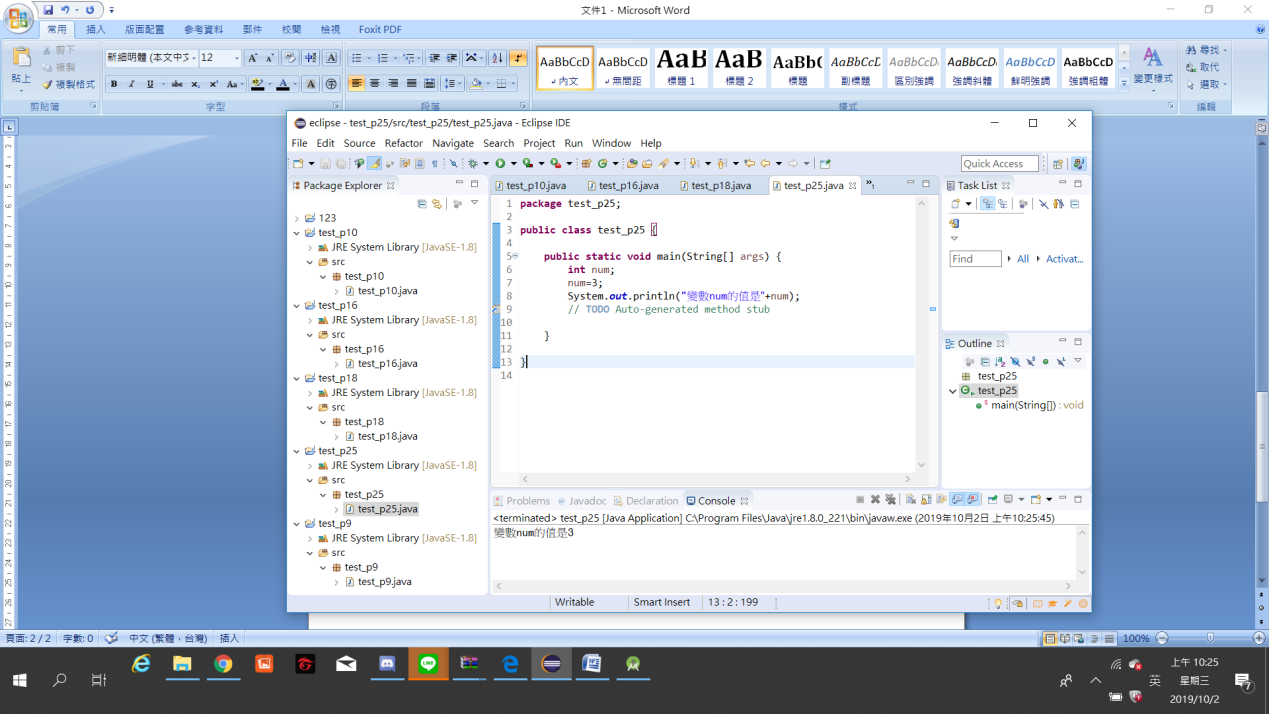 文件1 - Microsoft Word
常用 插入 版面配置 參考資料 郵件 校閱 檢視 Foxit PDF
貼上
剪下
複製
複製格式
剪貼簿
新細明體 (本文中文 12
字型
段落
AaBbCcD AaBbCcD AaB AaB AaBb( AaBbCcL AaBbCcDc AaBbCcDc AaBbCcDc AaBbCcD
內文 無間距 標題 1 標題 2 標題 副標題 區別強調 強調斜體 鮮明強調 強調粗體
變更樣式
樣式
尋找
取代
選取
編輯
eclipse - test_p25/src/test_p25/test_p25.java - Eclipse IDE
File Edit Source Refactor Navigate Search Project Run Window Help
Quick Access
Package Explorer
123
test_p10
JRE System Library [JavaSE-1.8]
src
test_p10
test_p10.java
test_p16
JRE System Library [JavaSE-1.8]
src
test_p16
test_p16.java
test_p18
JRE System Library [JavaSE-1.8]
src
test_p18
test_p18.java
test_p25
JRE System Library [JavaSE-1.8]
src
test_p25
test_p25.java
test_p9
JRE System Library [JavaSE-1.8]
src
test_p9
test_p9.java
test_p10.java test_p16.java test_p18.java test_p25.java »1
1 package test_p25;
2
3 public class test_p25 {
4
5 public static void main(String[] args) {
6 int num;
7 num=3;
8 System.out.println("變數num的值是"+num);
9 // TODO Auto-generated method stub
10
11 }
12
13 }
14
Task List
Find All Activat...
Outline
test_p25
test_p25
main(String[]) : void
Problems Javadoc Declaration Console
<terminated> test_p25 [Java Application] C:\Program Files\Java\jre1.8.0_221\bin\javaw.exe (2019年10月2日 上午10:25:45)
變數num的值是3
Writable Smart Insert 13 : 2 : 199
頁面: 2 / 2 字數: 0 中文 (繁體，台灣) 插入 100%
上午 10:25
英 星期三
2019/10/2
7